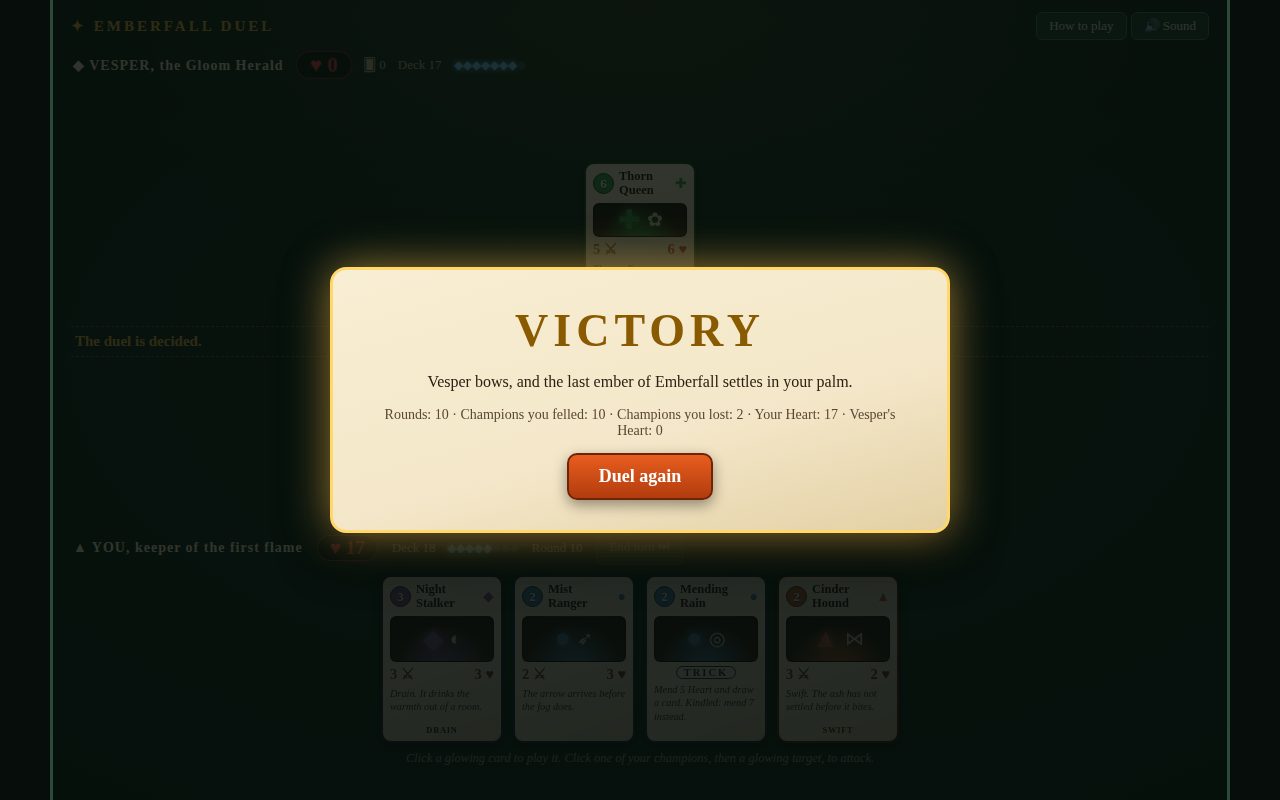 ✦ EMBERFALL DUEL
How to play
🔊 Sound
◆ VESPER, the Gloom Herald ♥ 0 🂠 0 Deck 17
6 Thorn Queen
5 ⚔ 6 ♥
VICTORY
Vesper bows, and the last ember of Emberfall settles in your palm.
Rounds: 10 · Champions you felled: 10 · Champions you lost: 2 · Your Heart: 17 · Vesper's
Heart: 0
Duel again
The duel is decided.
▲ YOU, keeper of the first flame ♥ 17 Deck 18 Round 10 End turn
3 Night Stalker
3 ⚔ 3 ♥
Drain. It drinks the
warmth out of a room.
DRAIN
2 Mist Ranger
2 ⚔ 3 ♥
The arrow arrives before
the fog does.
2 Mending Rain
TRICK
Mend 5 Heart and draw
a card. Kindled: mend 7
instead.
2 Cinder Hound
3 ⚔ 2 ♥
Swift. The ash has not
settled before it bites.
SWIFT
Click a glowing card to play it. Click one of your champions, then a glowing target, to attack.